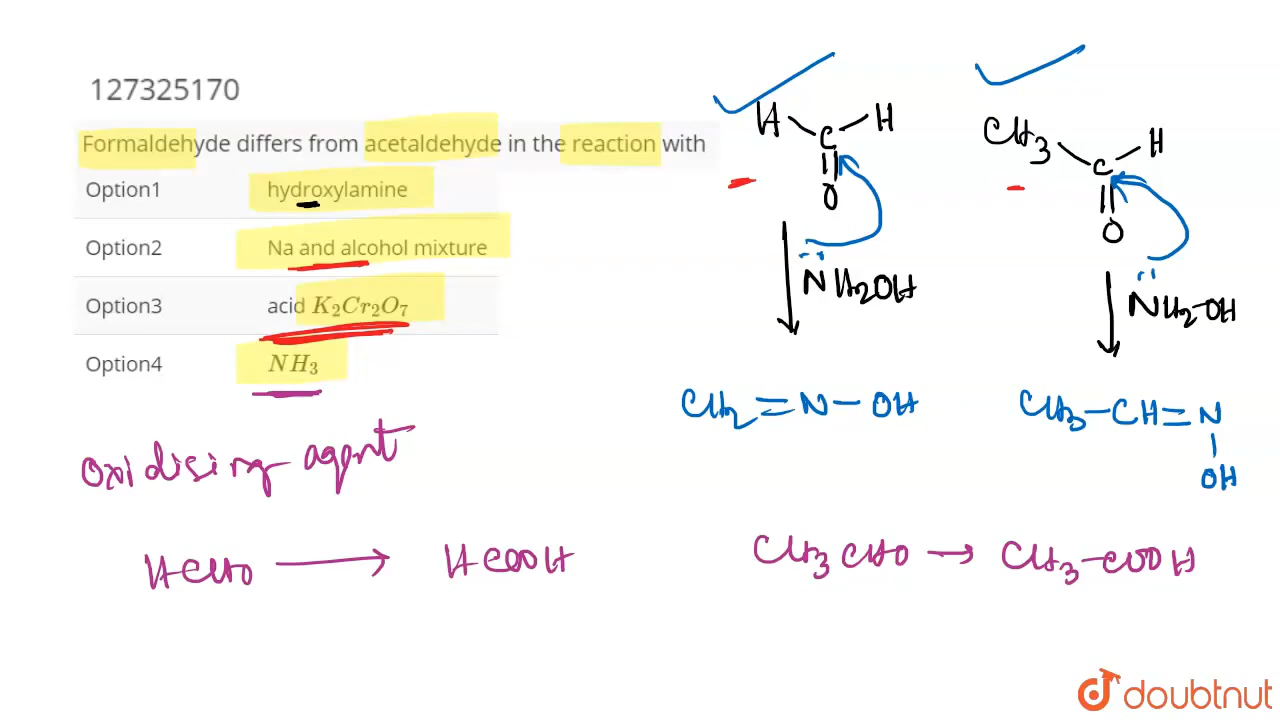 127325170
Formaldehyde differs from acetaldehyde in the reaction with
Option1 hydroxylamine
Option2 Na and alcohol mixture
Option3 acid K₂Cr₂O₇
Option4 NH₃
oxidising agent
HCHO → HCOOH
H C H
O
NH₂OH
CH₂=N–OH
CH₃ C H
O
NH₂-OH
CH₃–CH=N
OH
CH₃CHO → CH₃–COOH
doubtnut